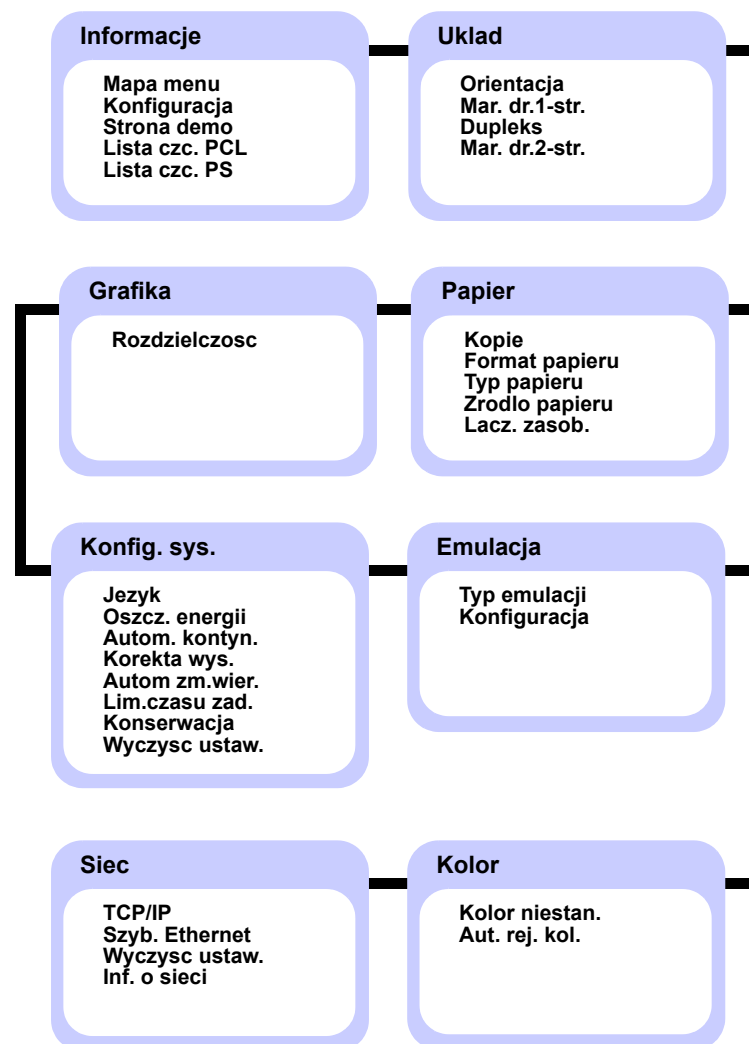 Informacje
Mapa menu
Konfiguracja
Strona demo
Lista czc. PCL
Lista czc. PS
Uklad
Orientacja
Mar. dr.1-str.
Dupleks
Mar. dr.2-str.
Grafika
Rozdzielczosc
Papier
Kopie
Format papieru
Typ papieru
Zrodlo papieru
Lacz. zasob.
Konfig. sys.
Jezyk
Oszcz. energii
Autom. kontyn.
Korekta wys.
Autom zm.wier.
Lim.czasu zad.
Konserwacja
Wyczysc ustaw.
Emulacja
Typ emulacji
Konfiguracja
Siec
TCP/IP
Szyb. Ethernet
Wyczysc ustaw.
Inf. o sieci
Kolor
Kolor niestan.
Aut. rej. kol.